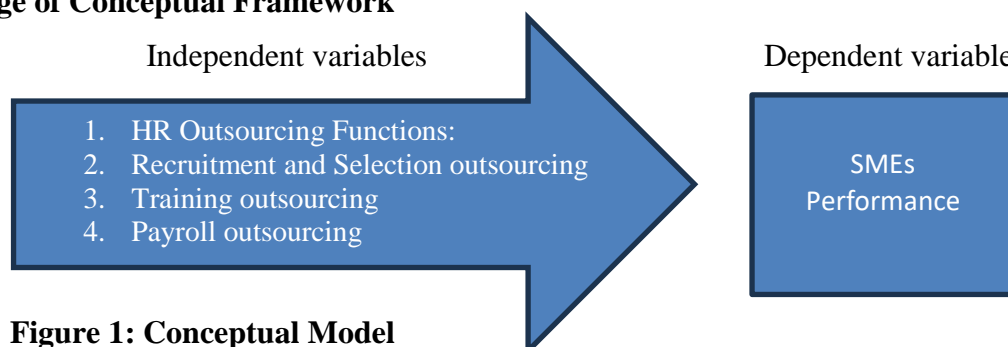 ge of Conceptual Framework
Independent variables
Dependent variable
1. HR Outsourcing Functions:
2. Recruitment and Selection outsourcing
3. Training outsourcing
4. Payroll outsourcing
SMEs
Performance
Figure 1: Conceptual Model